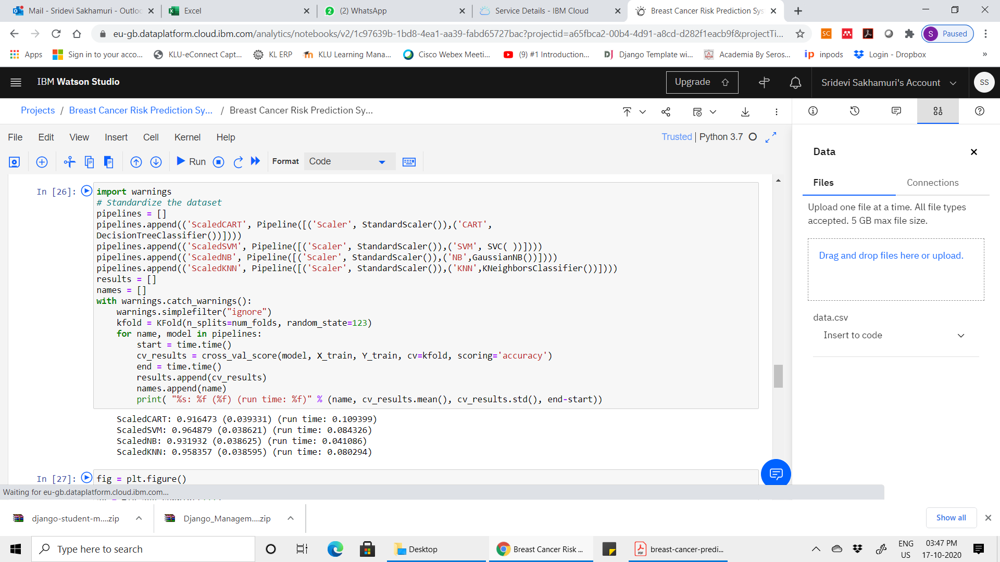 Mail - Sridevi Sakhamuri - Outloo
Excel
(2) WhatsApp
Service Details - IBM Cloud
Breast Cancer Risk Prediction Sys
eu-gb.dataplatform.cloud.ibm.com/analytics/notebooks/v2/1c97639b-1bd8-4ea1-aa39-fabd65727bac?projectid=a65fbca2-00b4-4d91-a8cd-d282f1eacb9f&projectTi...
S Paused
Apps
Sign in to your acco...
KLU-eConnect Capt...
KL ERP
KLU Learning Mana...
Cisco Webex Meeti...
(9) #1 Introduction...
Django Template wi...
Academia By Seros...
inpods
Login - Dropbox
»
IBM Watson Studio
Upgrade
Sridevi Sakhamuri's Account
SS
Projects / Breast Cancer Risk Prediction Sy... / Breast Cancer Risk Prediction Sy...
File Edit View Insert Cell Kernel Help
Trusted | Python 3.7
Run
Format
Code
In [26]:
import warnings
# Standardize the dataset
pipelines = []
pipelines.append(('ScaledCART', Pipeline([('Scaler', StandardScaler()),('CART',
DecisionTreeClassifier())])))
pipelines.append(('ScaledSVM', Pipeline([('Scaler', StandardScaler()),('SVM', SVC( ))])))
pipelines.append(('ScaledNB', Pipeline([('Scaler', StandardScaler()),('NB',GaussianNB())])))
pipelines.append(('ScaledKNN', Pipeline([('Scaler', StandardScaler()),('KNN',KNeighborsClassifier())])))
results = []
names = []
with warnings.catch_warnings():
    warnings.simplefilter("ignore")
    kfold = KFold(n_splits=num_folds, random_state=123)
    for name, model in pipelines:
        start = time.time()
        cv_results = cross_val_score(model, X_train, Y_train, cv=kfold, scoring='accuracy')
        end = time.time()
        results.append(cv_results)
        names.append(name)
        print( "%s: %f (%f) (run time: %f)" % (name, cv_results.mean(), cv_results.std(), end-start))
ScaledCART: 0.916473 (0.039331) (run time: 0.109399)
ScaledSVM: 0.964879 (0.038621) (run time: 0.084326)
ScaledNB: 0.931932 (0.038625) (run time: 0.041086)
ScaledKNN: 0.958357 (0.038595) (run time: 0.080294)
In [27]:
fig = plt.figure()
Data
Files
Connections
Upload one file at a time. All file types
accepted. 5 GB max file size.
Drag and drop files here or upload.
data.csv
Insert to code
Waiting for eu-gb.dataplatform.cloud.ibm.com...
django-student-m....zip
Django_Managem....zip
Show all
Type here to search
Desktop
Breast Cancer Risk ...
breast-cancer-predi...
ENG
US
03:47 PM
17-10-2020